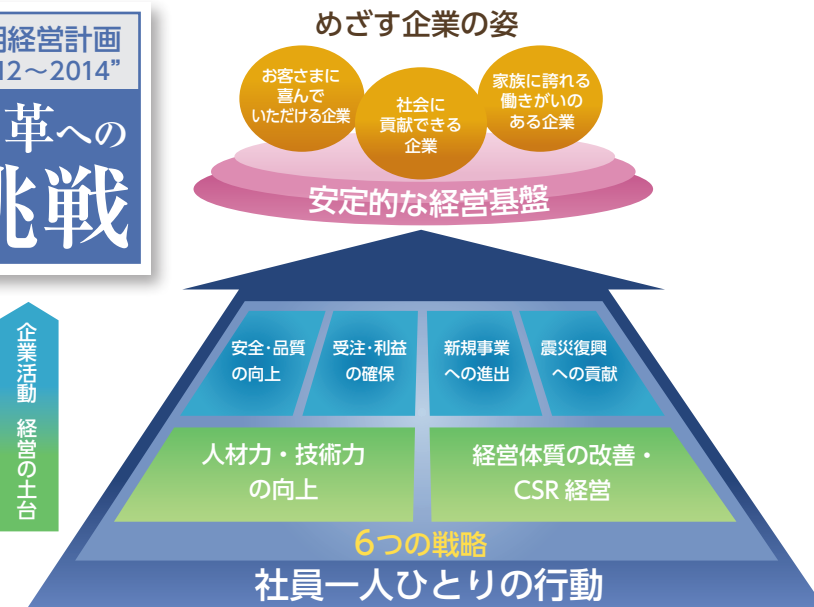 めざす企業の姿
経営計画
12～2014”
革への
挑戦
お客さまに
喜んで
いただける企業
社会に
貢献できる
企業
家族に誇れる
働きがいの
ある企業
安定的な経営基盤
企業活動 経営の土台
安全・品質
の向上
受注・利益
の確保
新規事業
への進出
震災復興
への貢献
人材力・技術力
の向上
経営体質の改善・
CSR 経営
6つの戦略
社員一人ひとりの行動